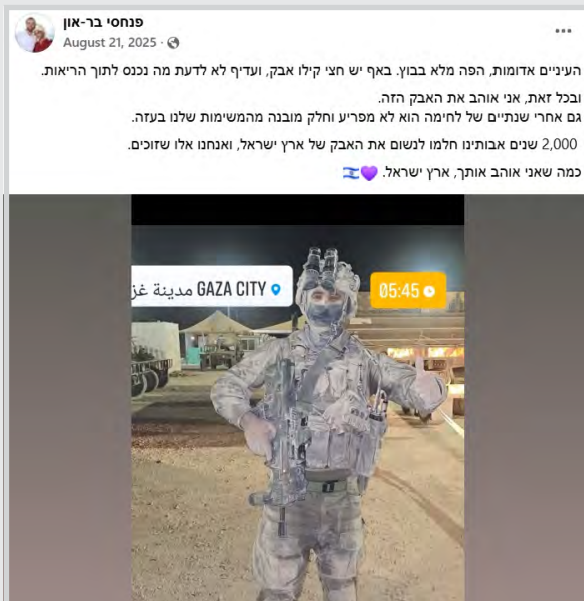 פנחסי בר-און
August 21, 2025
העיניים אדומות, הפה מלא בבוץ. באף יש חצי קילו אבק, ועדיף לא לדעת מה נכנס לתוך הריאות.
ובכל זאת, אני אוהב את האבק הזה.
גם אחרי שנתיים של לחימה הוא לא מפריע וחלק מובנה מהמשימות שלנו בעזה.
2,000 שנים אבותינו חלמו לנשום את האבק של ארץ ישראל, ואנחנו אלו שזוכים.
כמה שאני אוהב אותך, ארץ ישראל. 💜🇮🇱
GAZA CITY مدينة غز
05:45